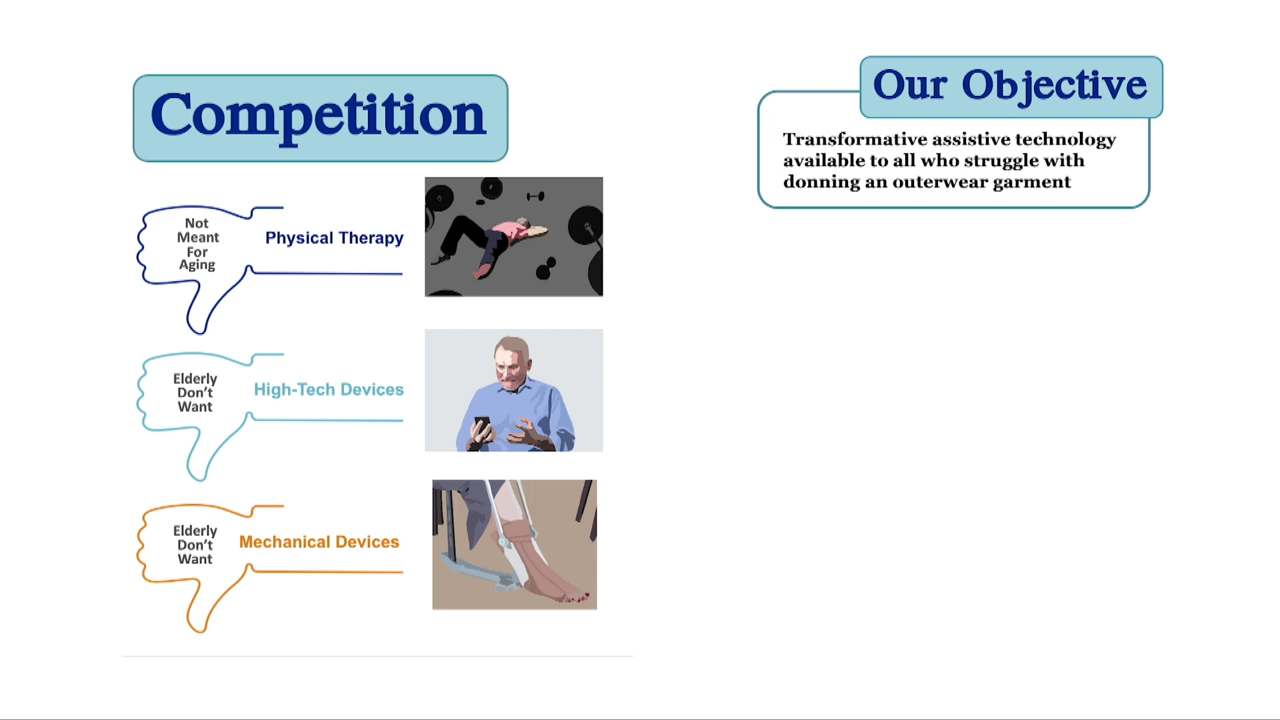 Competition
Not
Meant
For
Aging
Physical Therapy
Elderly
Don't
Want
High-Tech Devices
Elderly
Don't
Want
Mechanical Devices
Our Objective
Transformative assistive technology
available to all who struggle with
donning an outerwear garment